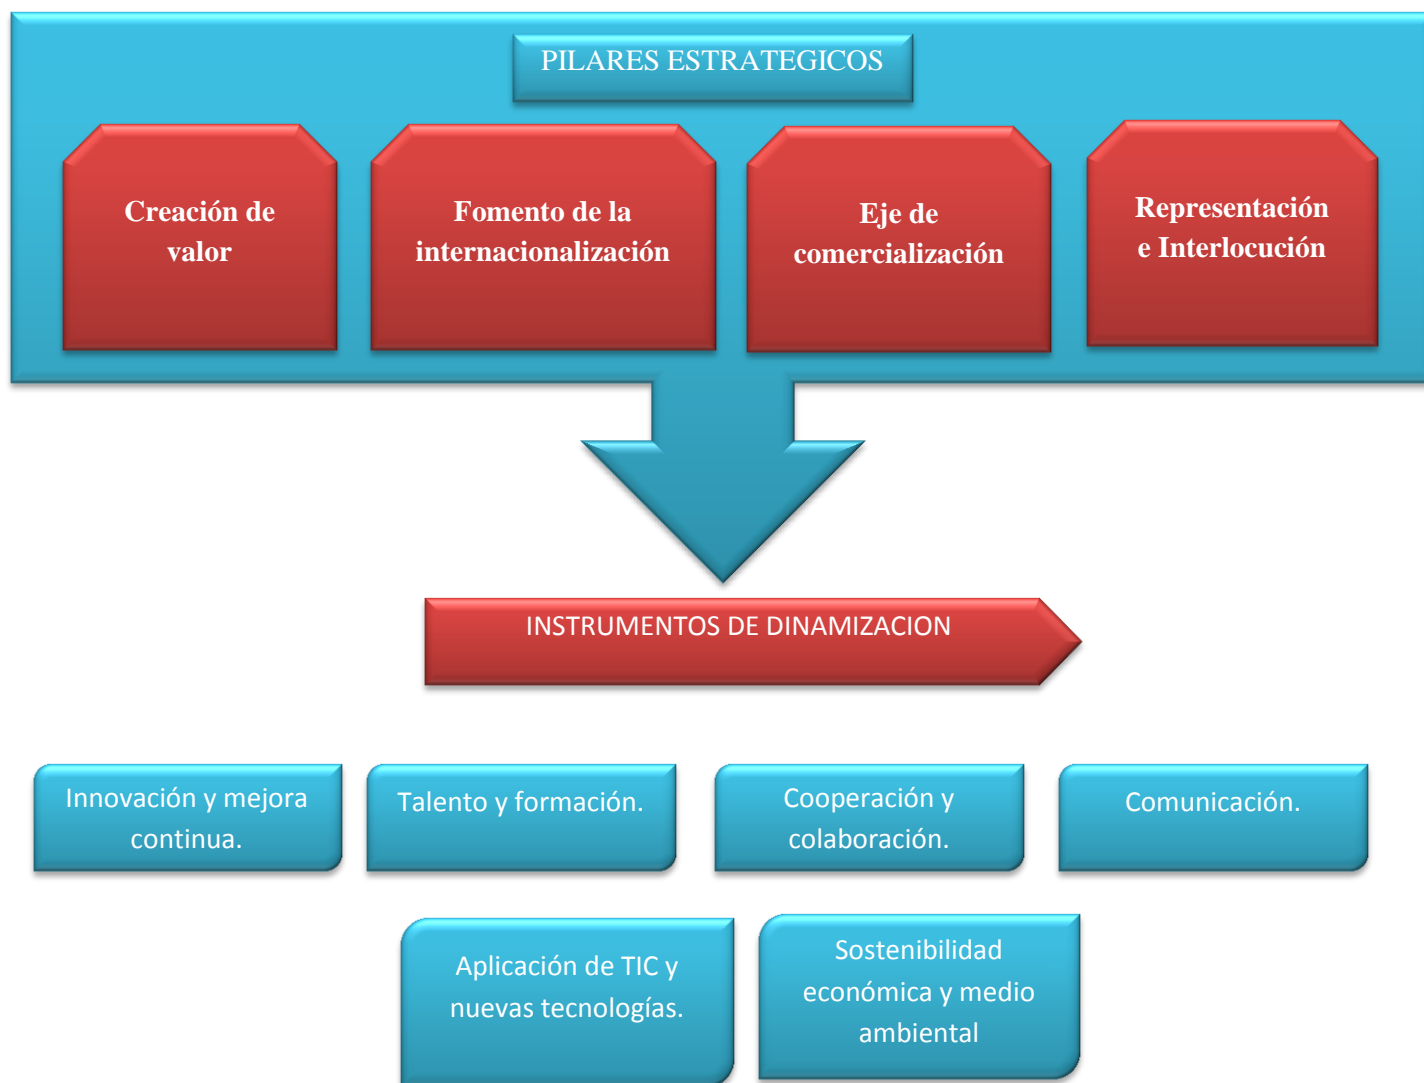 PILARES ESTRATEGICOS
Creación de
valor
Fomento de la
internacionalización
Eje de
comercialización
Representación
e Interlocución
INSTRUMENTOS DE DINAMIZACION
Innovación y mejora
continua.
Talento y formación.
Cooperación y
colaboración.
Comunicación.
Aplicación de TIC y
nuevas tecnologías.
Sostenibilidad
económica y medio
ambiental